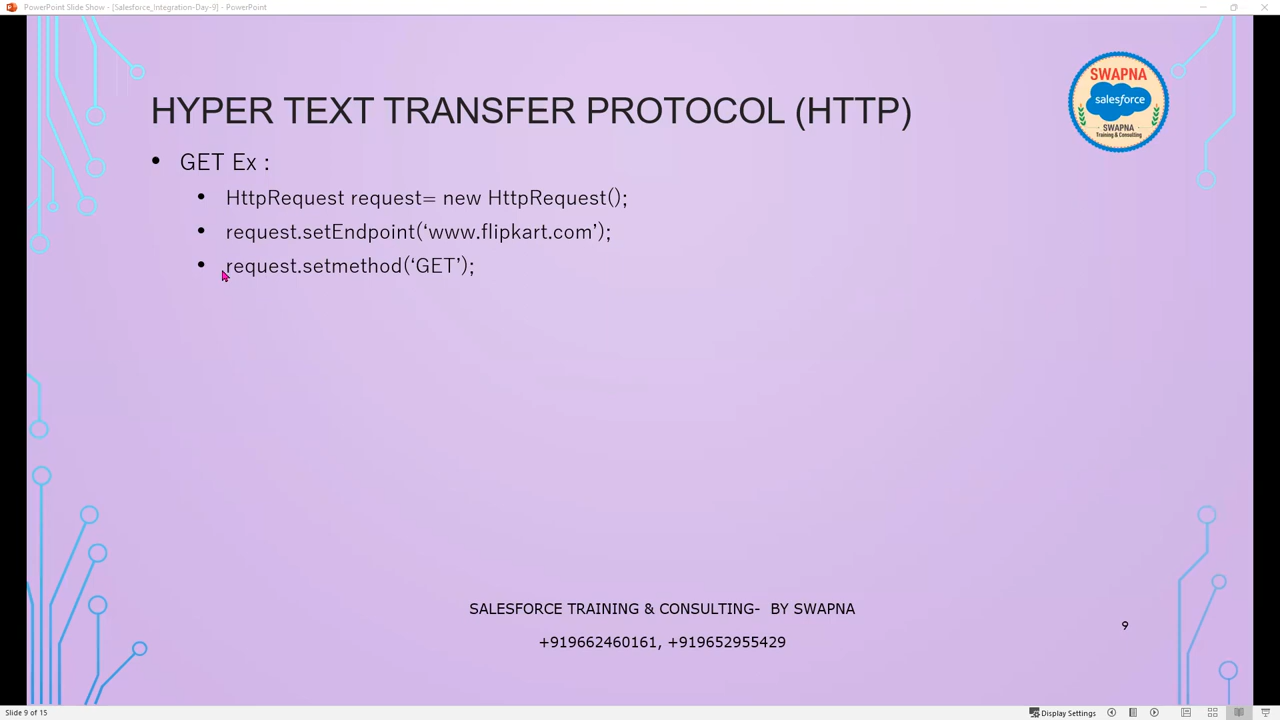 PowerPoint Slide Show - [Salesforce_Integration-Day-9] - PowerPoint
HYPER TEXT TRANSFER PROTOCOL (HTTP)
SWAPNA
salesforce
SWAPNA
Training & Consulting
• GET Ex :
• HttpRequest request= new HttpRequest();
• request.setEndpoint(‘www.flipkart.com’);
• request.setmethod(‘GET’);
SALESFORCE TRAINING & CONSULTING-  BY SWAPNA
+919662460161, +919652955429
9
Slide 9 of 15
Display Settings